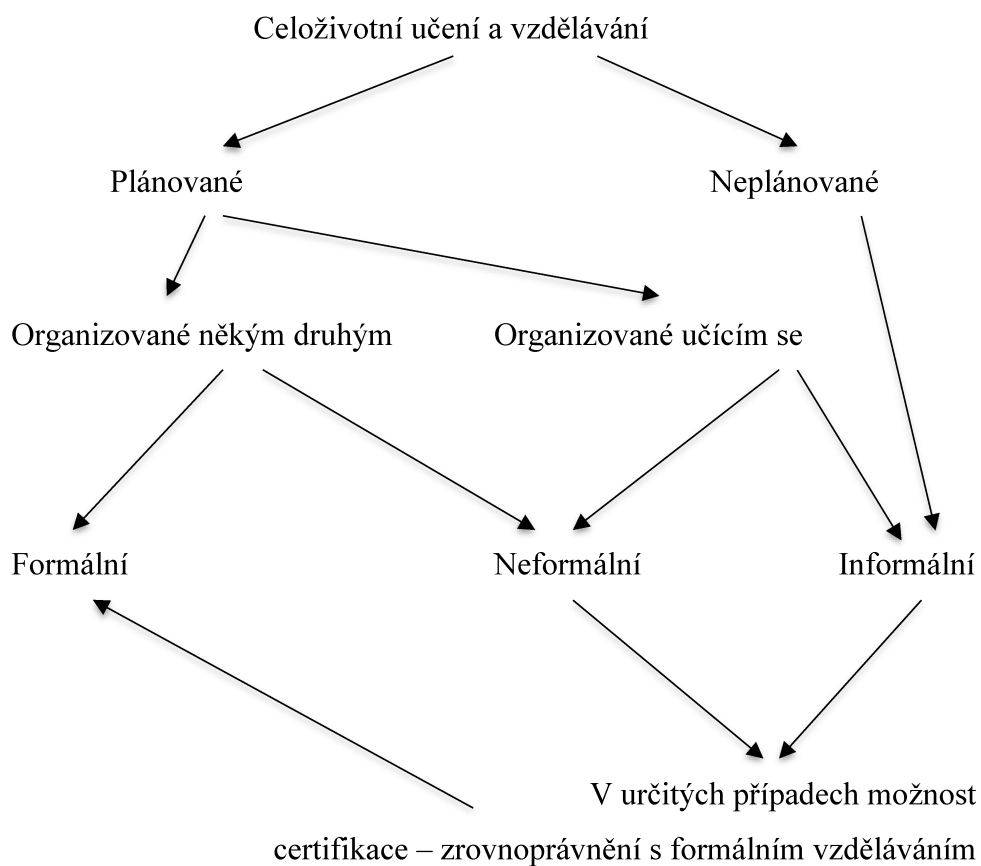 Celoživotní učení a vzdělávání
Plánované
Neplánované
Organizované někým druhým
Organizované učícím se
Formální
Neformální
Informální
V určitých případech možnost
certifikace – zrovnoprávnění s formálním vzděláváním